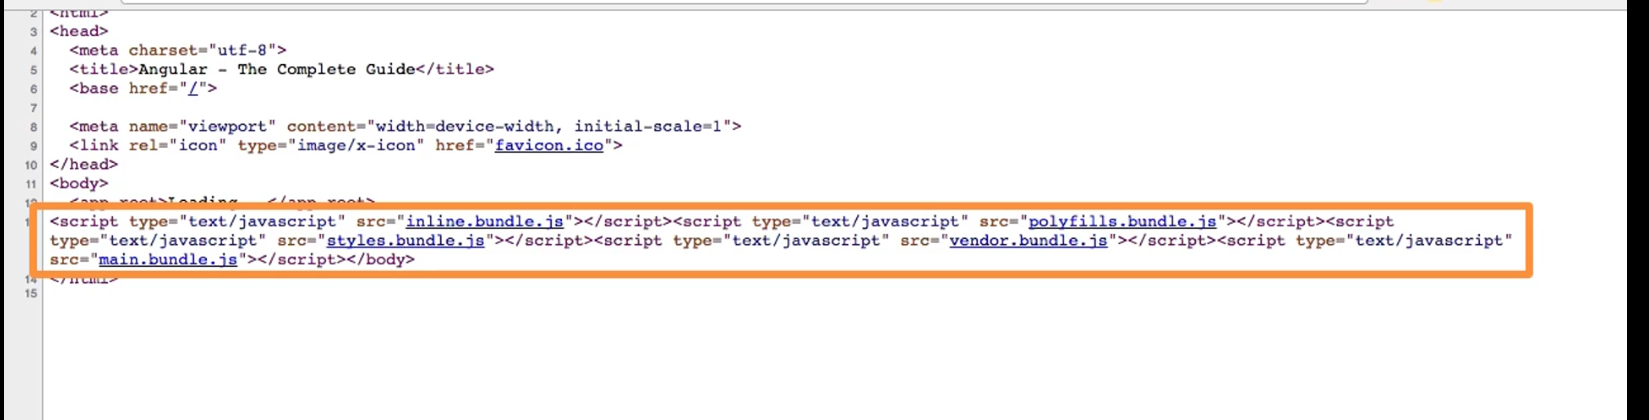 2 <html>
3 <head>
4 <meta charset="utf-8">
5 <title>Angular - The Complete Guide</title>
6 <base href="/">
7
8 <meta name="viewport" content="width=device-width, initial-scale=1">
9 <link rel="icon" type="image/x-icon" href="favicon.ico">
10 </head>
11 <body>
12 <app-root>Loading...</app-root>
<script type="text/javascript" src="inline.bundle.js"></script><script type="text/javascript" src="polyfills.bundle.js"></script><script
type="text/javascript" src="styles.bundle.js"></script><script type="text/javascript" src="vendor.bundle.js"></script><script type="text/javascript"
src="main.bundle.js"></script></body>
14 </html>
15